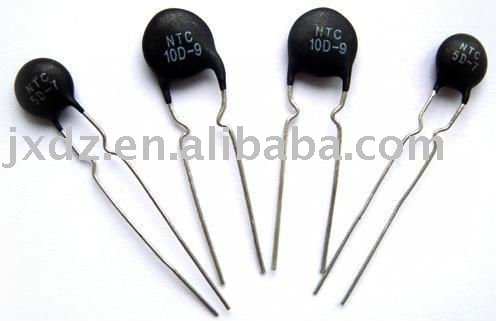 NTC
5D-7
NTC
10D-9
NTC
10D-9
NTC
5D-7
jxdz.en.alibaba.com